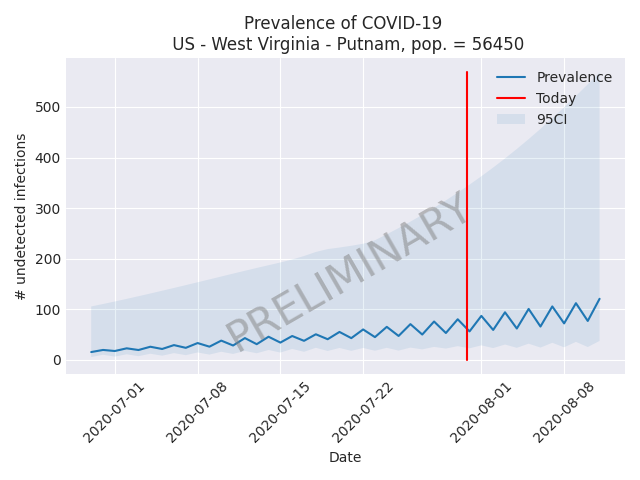 Prevalence of COVID-19
US - West Virginia - Putnam, pop. = 56450
Prevalence
Today
95CI
PRELIMINARY
# undetected infections
500
400
300
200
100
0
2020-07-01
2020-07-08
2020-07-15
2020-07-22
2020-08-01
2020-08-08
Date